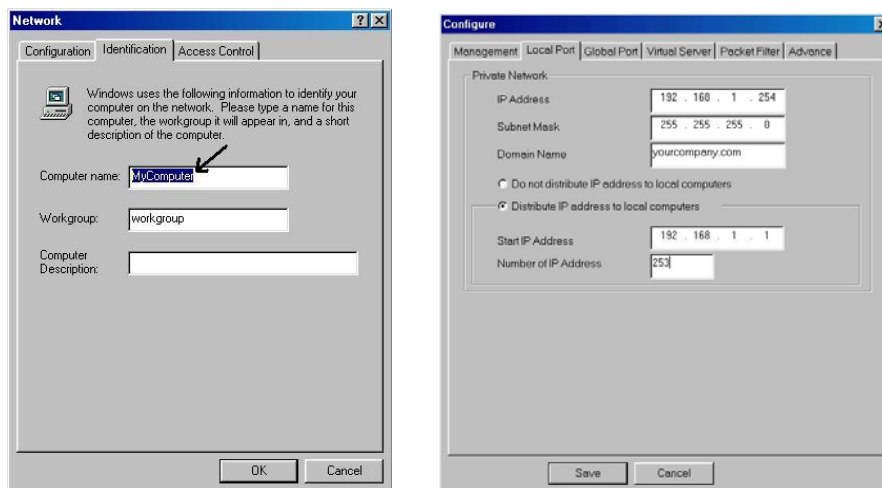 Network
Configuration Identification Access Control
Windows uses the following information to identify your
computer on the network. Please type a name for this
computer, the workgroup it will appear in, and a short
description of the computer.
Computer name: MyComputer
Workgroup: workgroup
Computer
Description:
OK Cancel
Configure
Management Local Port Global Port Virtual Server Packet Filter Advance
Private Network
IP Address 192 . 168 . 1 . 254
Subnet Mask 255 . 255 . 255 . 0
Domain Name yourcompany.com
Do not distribute IP address to local computers
Distribute IP address to local computers
Start IP Address 192 . 168 . 1 . 1
Number of IP Address 253
Save Cancel